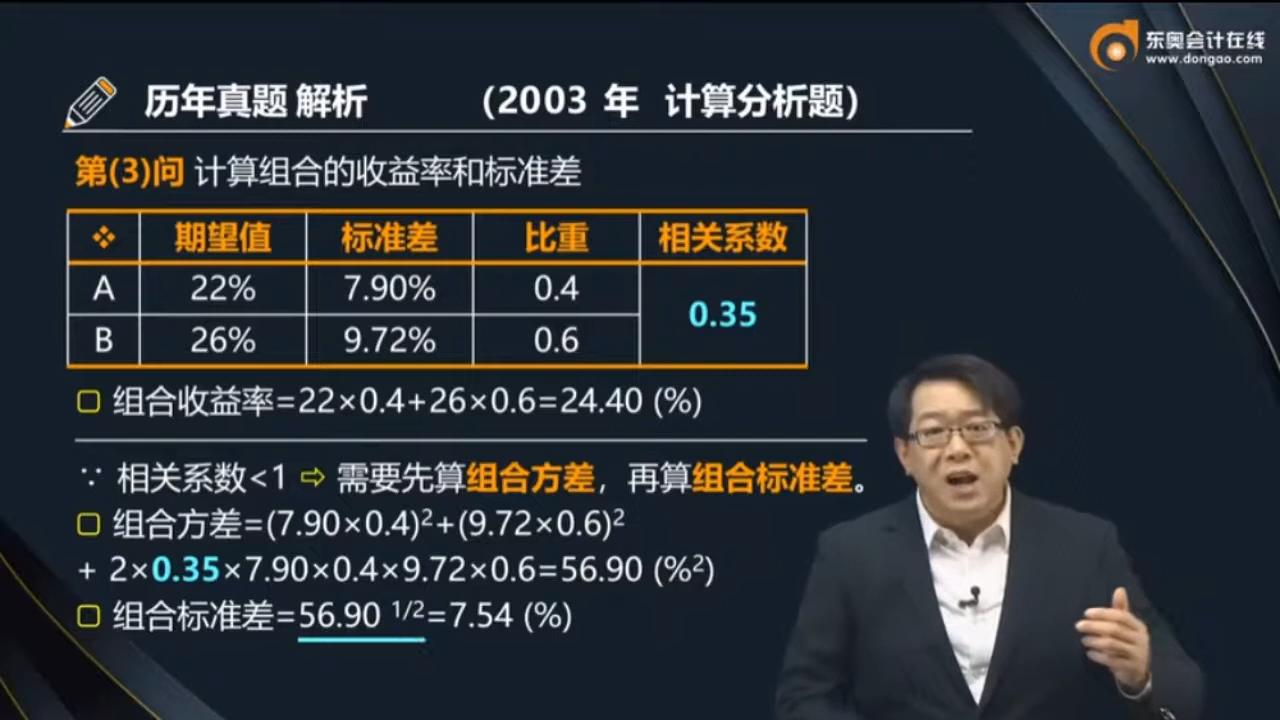 东奥会计在线
www.dongao.com
历年真题 解析 (2003 年 计算分析题)
第(3)问 计算组合的收益率和标准差
❖ 期望值 标准差 比重 相关系数
A 22% 7.90% 0.4 0.35
B 26% 9.72% 0.6
组合收益率=22×0.4+26×0.6=24.40 (%)
∵ 相关系数<1 ⇨ 需要先算组合方差，再算组合标准差。
组合方差=(7.90×0.4)²+(9.72×0.6)²
+ 2×0.35×7.90×0.4×9.72×0.6=56.90 (%²)
组合标准差=56.90 ^1/2=7.54 (%)